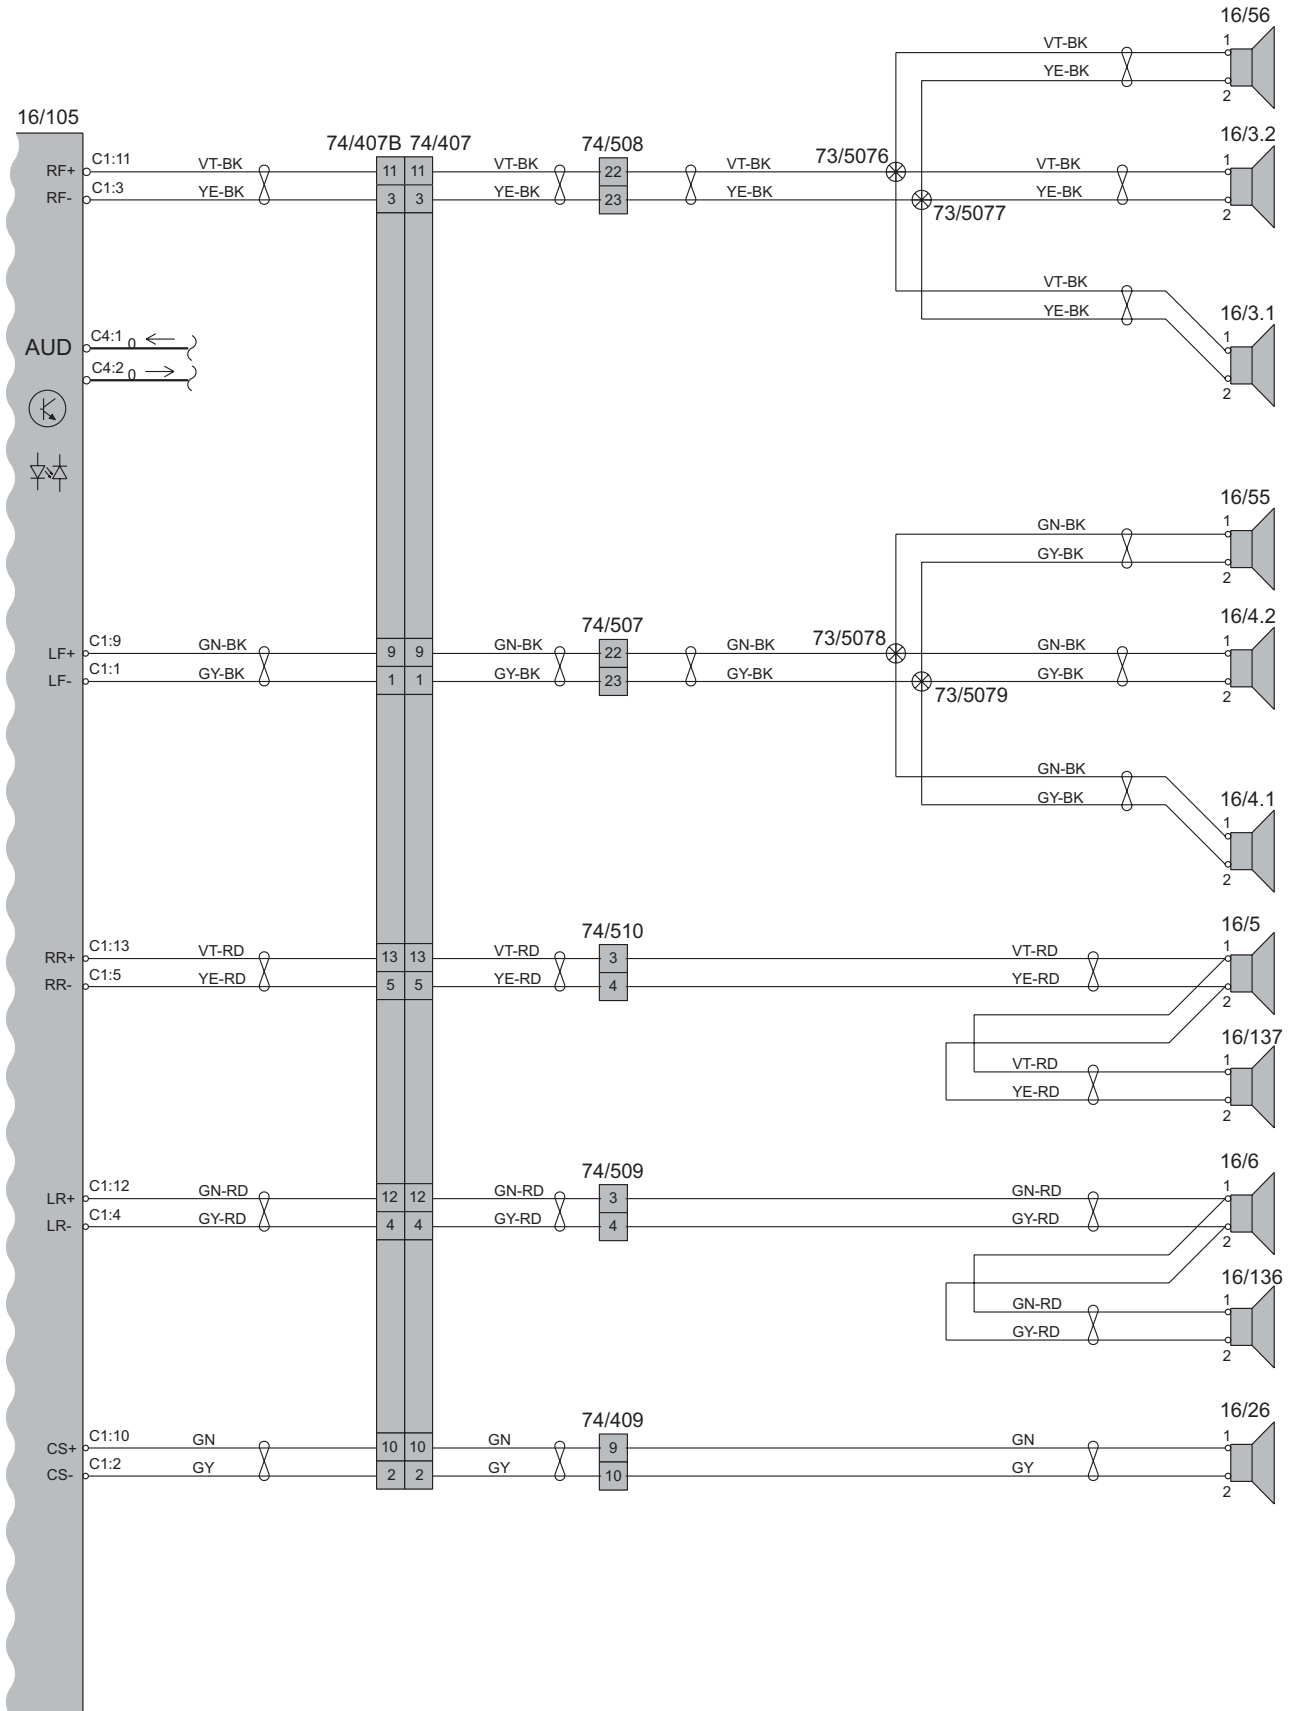 16/56
1
VT-BK
YE-BK
2
16/105
74/407B 74/407
74/508
73/5076
16/3.2
RF+ C1:11 VT-BK 11 11 VT-BK 22 VT-BK VT-BK 1
RF- C1:3 YE-BK 3 3 YE-BK 23 YE-BK YE-BK 2
73/5077
VT-BK
YE-BK
16/3.1
1
2
AUD
C4:1 0
C4:2 0
16/55
GN-BK 1
GY-BK 2
74/507
73/5078
16/4.2
LF+ C1:9 GN-BK 9 9 GN-BK 22 GN-BK GN-BK 1
LF- C1:1 GY-BK 1 1 GY-BK 23 GY-BK GY-BK 2
73/5079
GN-BK
GY-BK
16/4.1
1
2
74/510
16/5
RR+ C1:13 VT-RD 13 13 VT-RD 3 VT-RD 1
RR- C1:5 YE-RD 5 5 YE-RD 4 YE-RD 2
16/137
VT-RD 1
YE-RD 2
74/509
16/6
LR+ C1:12 GN-RD 12 12 GN-RD 3 GN-RD 1
LR- C1:4 GY-RD 4 4 GY-RD 4 GY-RD 2
16/136
GN-RD 1
GY-RD 2
74/409
16/26
CS+ C1:10 GN 10 10 GN 9 GN 1
CS- C1:2 GY 2 2 GY 10 GY 2